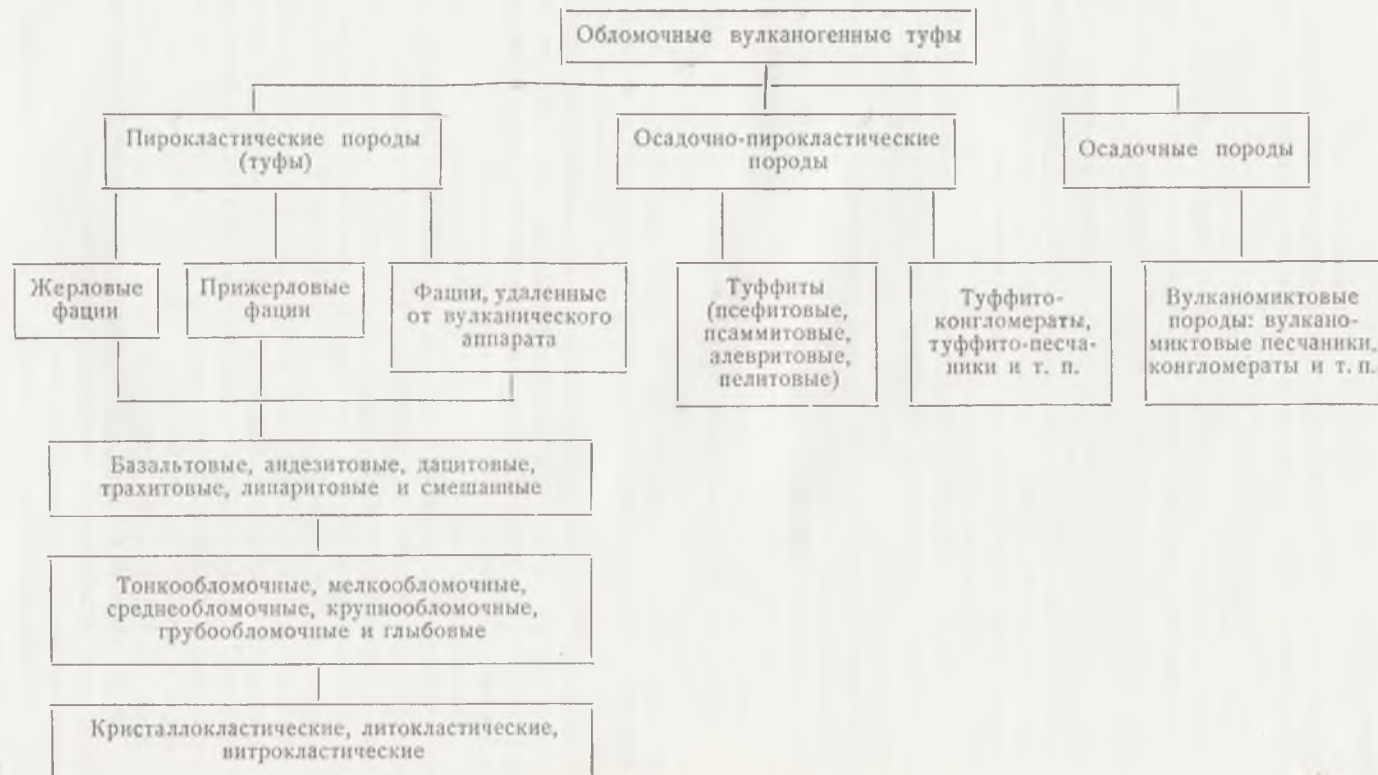 Обломочные вулканогенные туфы
Пирокластические породы
(туфы)
Осадочно-пирокластические
породы
Осадочные породы
Жерловые
фации
Прижерловые
фации
Фации, удаленные
от вулканического
аппарата
Туффиты
(псефитовые,
псаммитовые,
алевритовые,
пелитовые)
Туффито-
конгломераты,
туффито-песча-
ники и т. п.
Вулканомиктовые
породы: вулкано-
миктовые песчаники,
конгломераты и т. п.
Базальтовые, андезитовые, дацитовые,
трахитовые, липаритовые и смешанные
Тонкообломочные, мелкообломочные,
среднеобломочные, крупнообломочные,
грубообломочные и глыбовые
Кристаллокластические, литокластические,
витрокластические